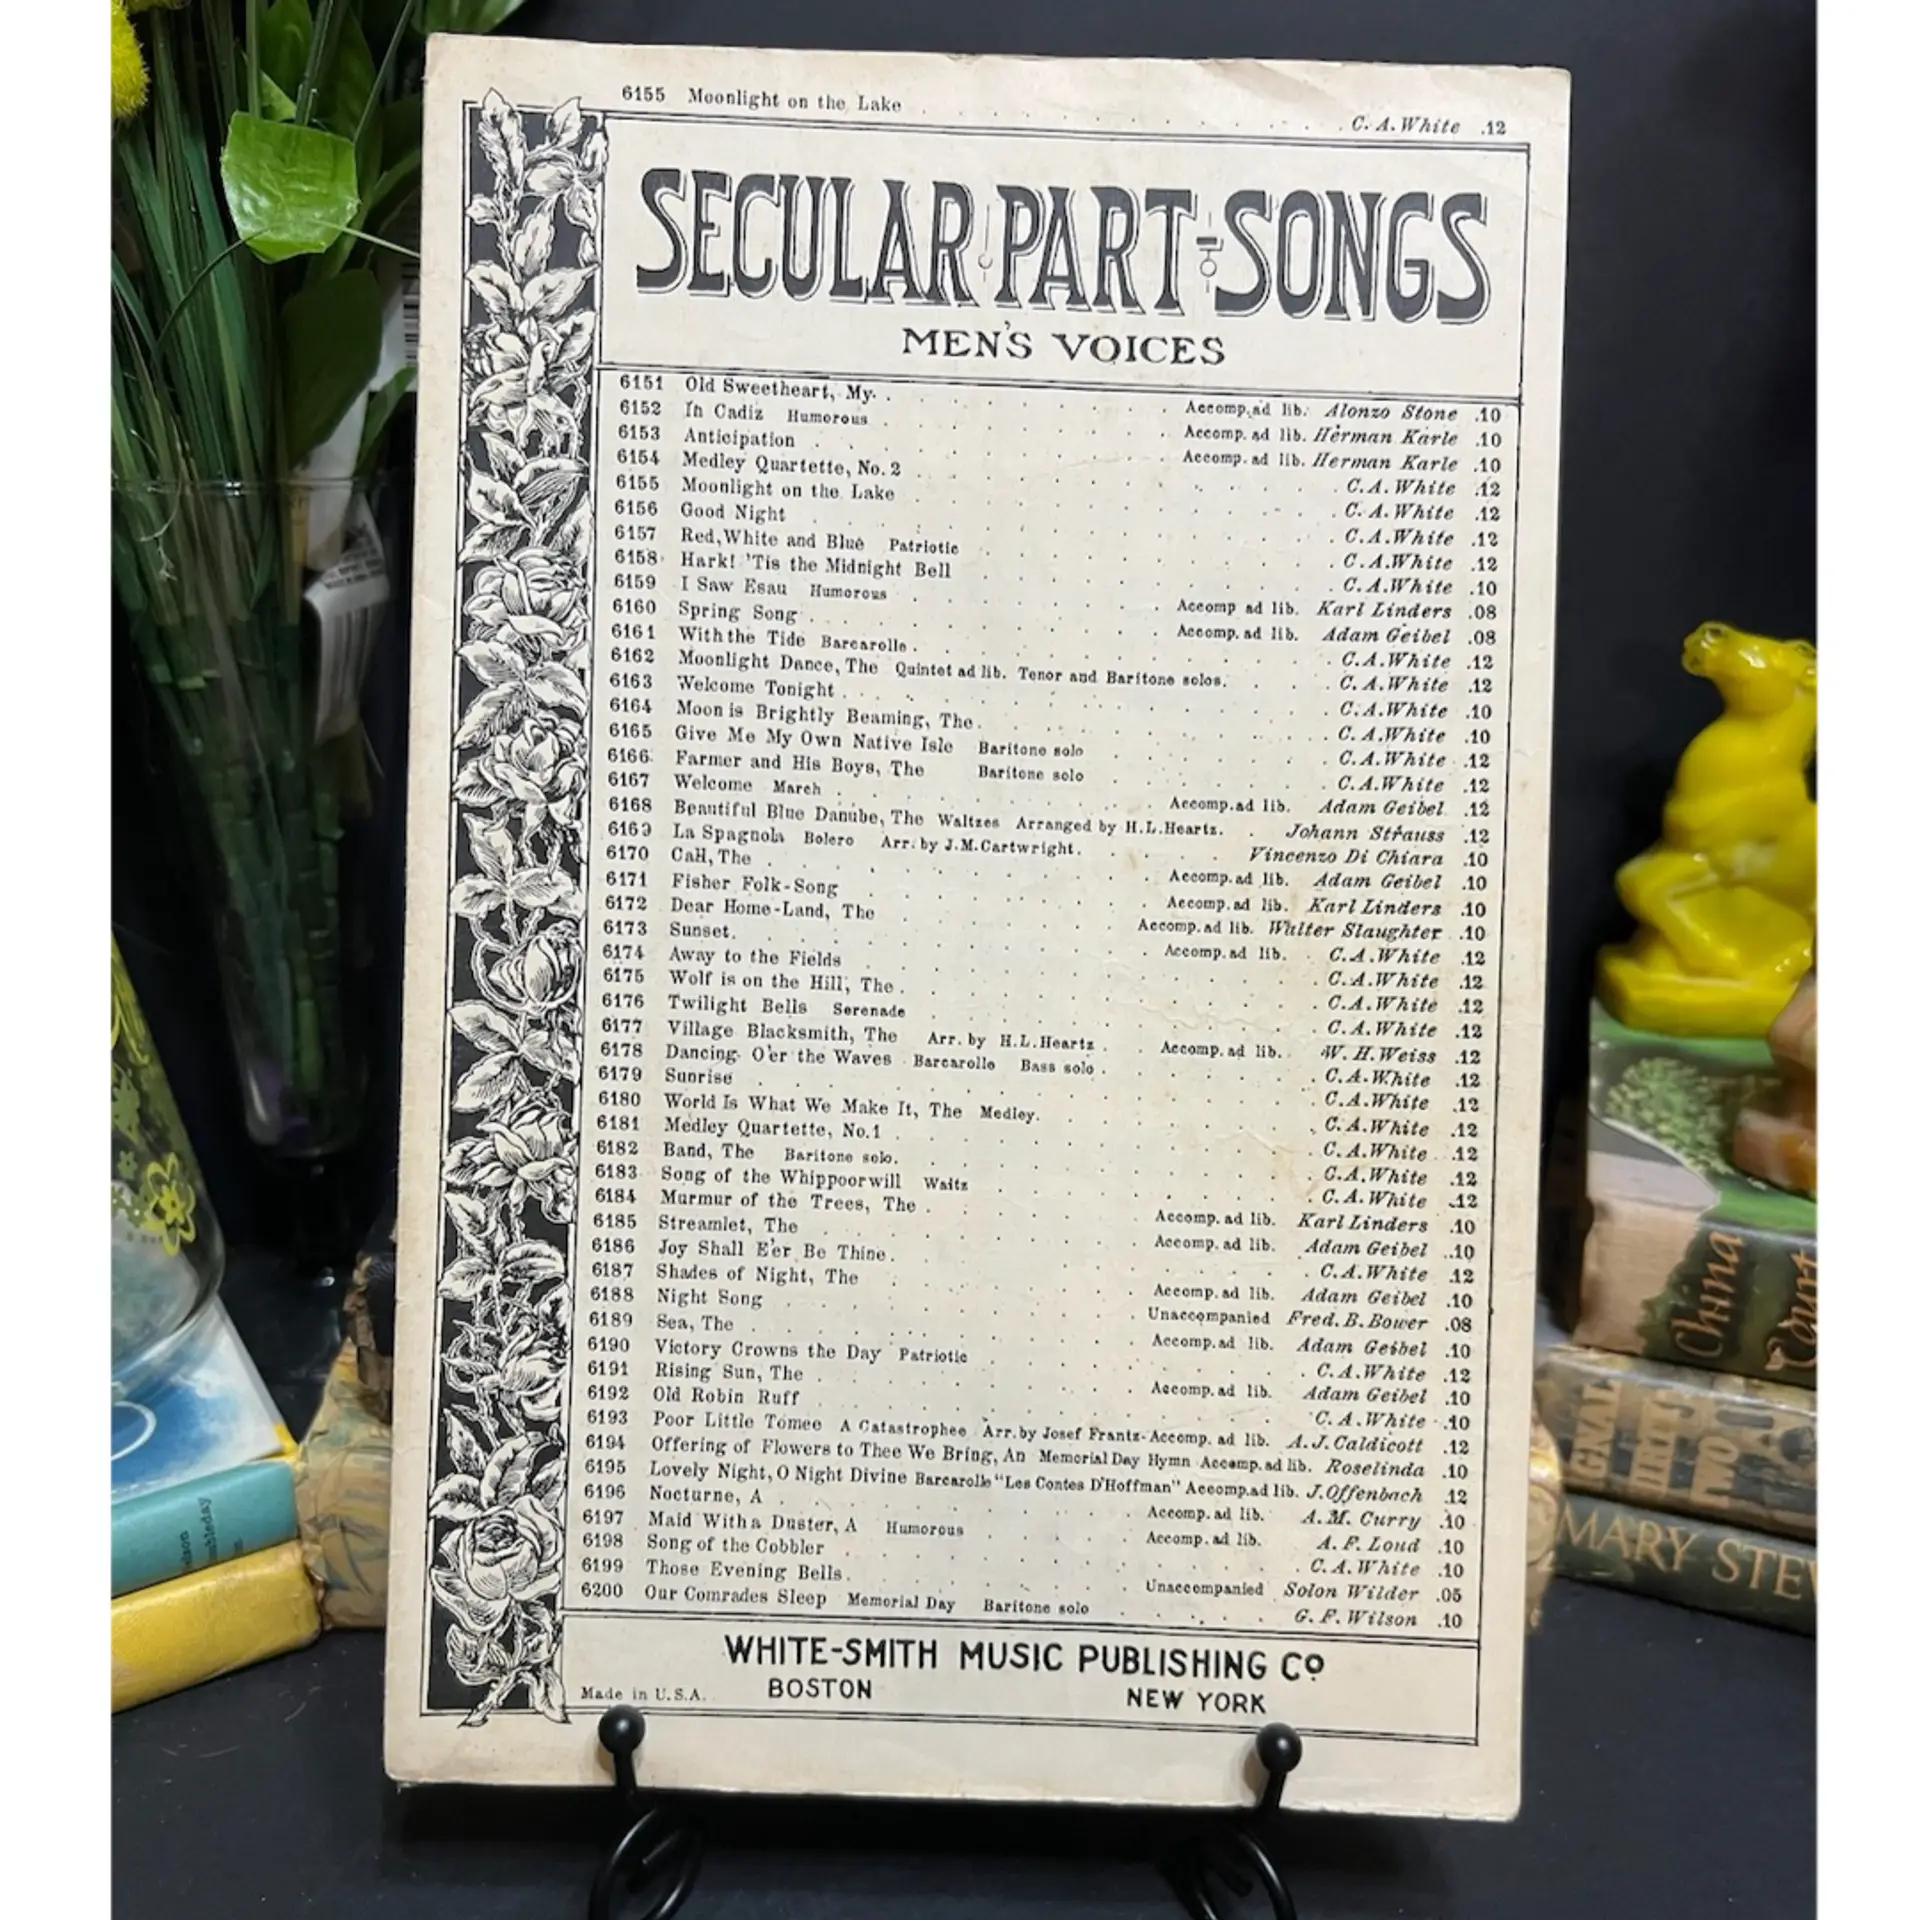 6155 Moonlight on the Lake . . . . . . . . . . C. A. White .12
SECULAR PART-SONGS
MEN'S VOICES
6151 Old Sweetheart, My . . . . . . . Accomp. ad lib. Alonzo Stone .10
6152 In Cadiz Humorous . . . . . . . Accomp. ad lib. Herman Karle .10
6153 Anticipation . . . . . . . . Accomp. ad lib. Herman Karle .10
6154 Medley Quartette, No. 2 . . . . . . . C. A. White .12
6155 Moonlight on the Lake . . . . . . . C. A. White .12
6156 Good Night . . . . . . . . C. A. White .12
6157 Red, White and Blue Patriotic . . . . . . C. A. White .12
6158 Hark! 'Tis the Midnight Bell . . . . . . C. A. White .10
6159 I Saw Esau Humorous . . . . . . Accomp ad lib. Karl Linders .08
6160 Spring Song . . . . . . . Accomp. ad lib. Adam Geibel .08
6161 With the Tide Barcarolle . . . . . . . C. A. White .12
6162 Moonlight Dance, The Quintet ad lib. Tenor and Baritone solos. . . . C. A. White .12
6163 Welcome Tonight . . . . . . . . C. A. White .10
6164 Moon is Brightly Beaming, The . . . . . . C. A. White .10
6165 Give Me My Own Native Isle Baritone solo . . . . C. A. White .12
6166 Farmer and His Boys, The Baritone solo . . . . C. A. White .12
6167 Welcome March . . . . . . . Accomp. ad lib. Adam Geibel .12
6168 Beautiful Blue Danube, The Waltzes Arranged by H. L. Heartz. . Johann Strauss .12
6169 La Spagnola Bolero Arr. by J. M. Cartwright. . . . Vincenzo Di Chiara .10
6170 Call, The . . . . . . . Accomp. ad lib. Adam Geibel .10
6171 Fisher Folk-Song . . . . . . Accomp. ad lib. Karl Linders .10
6172 Dear Home-Land, The . . . . . Accomp. ad lib. Walter Slaughter .10
6173 Sunset . . . . . . . Accomp. ad lib. C. A. White .12
6174 Away to the Fields . . . . . . . C. A. White .12
6175 Wolf is on the Hill, The . . . . . . . C. A. White .12
6176 Twilight Bells Serenade . . . . . . C. A. White .12
6177 Village Blacksmith, The Arr. by H. L. Heartz . . Accomp. ad lib. W. H. Weiss .12
6178 Dancing O'er the Waves Barcarolle Bass solo . . . . C. A. White .12
6179 Sunrise . . . . . . . . C. A. White .12
6180 World Is What We Make It, The Medley. . . . . C. A. White .12
6181 Medley Quartette, No. 1 . . . . . . . C. A. White .12
6182 Band, The Baritone solo. . . . . . . C. A. White .12
6183 Song of the Whippoorwill Waltz . . . . . . C. A. White .12
6184 Murmur of the Trees, The . . . . . Accomp. ad lib. Karl Linders .10
6185 Streamlet, The . . . . . . Accomp. ad lib. Adam Geibel .10
6186 Joy Shall E'er Be Thine . . . . . . . C. A. White .12
6187 Shades of Night, The . . . . . Accomp. ad lib. Adam Geibel .10
6188 Night Song . . . . . . . Unaccompanied Fred. B. Bower .08
6189 Sea, The . . . . . . . Accomp. ad lib. Adam Geibel .10
6190 Victory Crowns the Day Patriotic . . . . . . C. A. White .12
6191 Rising Sun, The . . . . . . Accomp. ad lib. Adam Geibel .10
6192 Old Robin Ruff . . . . . . . C. A. White .10
6193 Poor Little Tomee A Catastrophee Arr. by Josef Frantz - Accomp. ad lib. A. J. Caldicott .12
6194 Offering of Flowers to Thee We Bring, An Memorial Day Hymn Accomp. ad lib. Roselinda .10
6195 Lovely Night, O Night Divine Barcarolle "Les Contes D'Hoffman" Accomp. ad lib. J. Offenbach .12
6196 Nocturne, A . . . . . . . Accomp. ad lib. A. M. Curry .10
6197 Maid With a Duster, A Humorous . . . . Accomp. ad lib. A. F. Loud .10
6198 Song of the Cobbler . . . . . . . C. A. White .10
6199 Those Evening Bells . . . . . . Unaccompanied Solon Wilder .05
6200 Our Comrades Sleep Memorial Day Baritone solo . . . . G. F. Wilson .10
WHITE-SMITH MUSIC PUBLISHING Co
Made in U.S.A. BOSTON NEW YORK
China
Court
MARY STEW